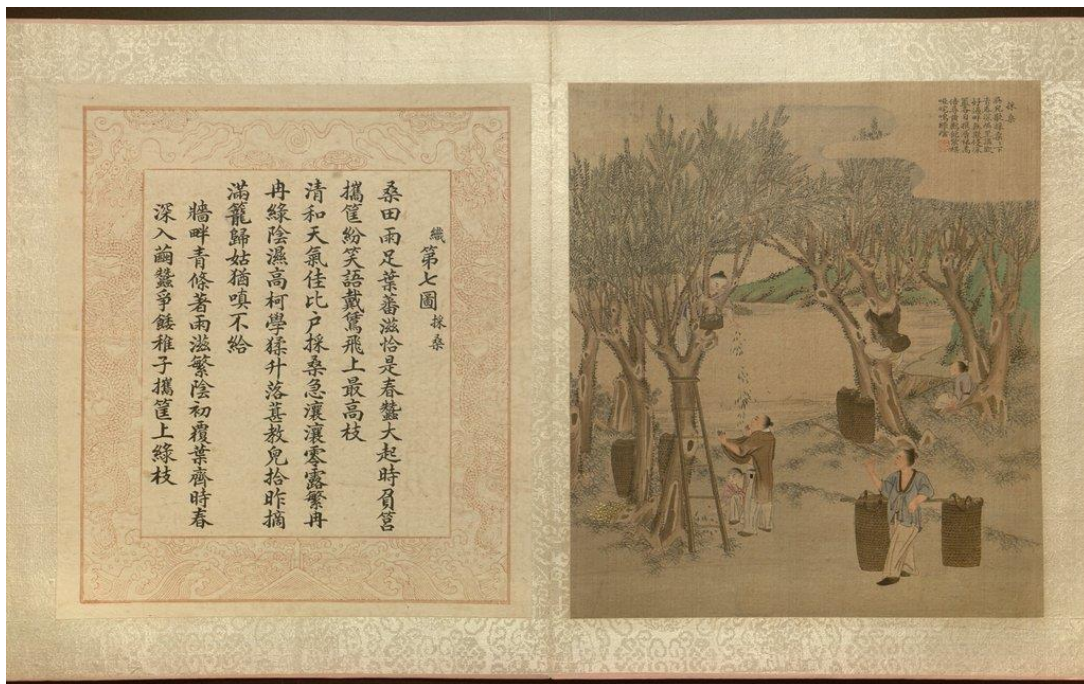 採桑
織第七圖採桑
桑田雨足葉蕃滋恰是春蠶大起時負筥
攜筐紛笑語戴鵀飛上最高枝
清和天氣佳比户採桑急瀼瀼零露繁冉
冉綠陰濕高柯學猱升落葚教兒拾昨摘
滿籠歸姑猶嗔不給
牆畔青條著雨滋繁陰初覆葉齊時春
深入繭蠶爭餧稚子攜筐上綠枝